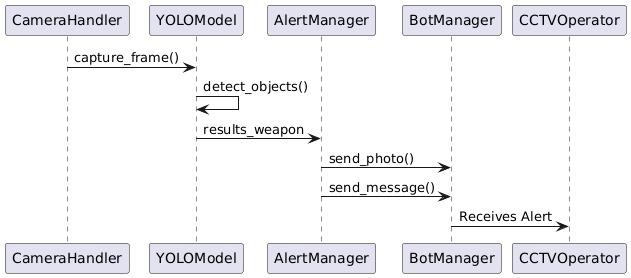 CameraHandler YOLOModel AlertManager BotManager CCTVOperator
capture_frame()
detect_objects()
results_weapon
send_photo()
send_message()
Receives Alert
CameraHandler YOLOModel AlertManager BotManager CCTVOperator